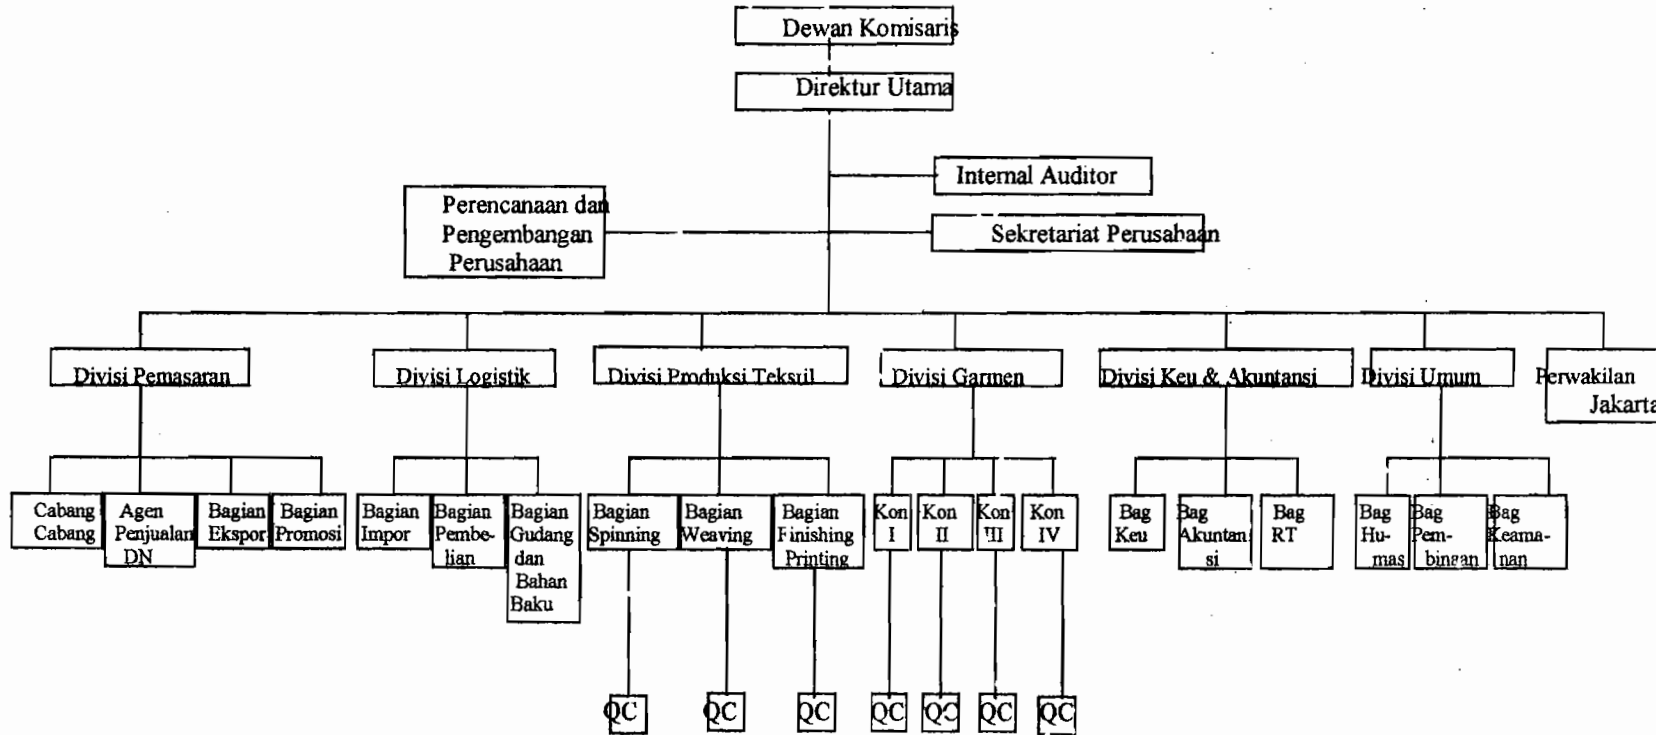 Dewan Komisaris
Direktur Utama
Internal Auditor
Perencanaan dan
Pengembangan
Perusahaan
Sekretariat Perusahaan
Divisi Pemasaran
Divisi Logistik
Divisi Produksi Tekstil
Divisi Garmen
Divisi Keu & Akuntansi
Divisi Umum
Perwakilan
Jakarta
Cabang
Cabang
Agen
Penjualan
DN
Bagian
Ekspor
Bagian
Promosi
Bagian
Impor
Bagian
Pembe-
lian
Bagian
Gudang
dan
Bahan
Baku
Bagian
Spinning
Bagian
Weaving
Bagian
Finishing
Printing
Kon
I
Kon
II
Kon
III
Kon
IV
Bag
Keu
Bag
Akuntan
si
Bag
RT
Bag
Hu-
mas
Bag
Pem-
binaan
Bag
Keama-
nan
QC
QC
QC
QC
QC
QC
QC